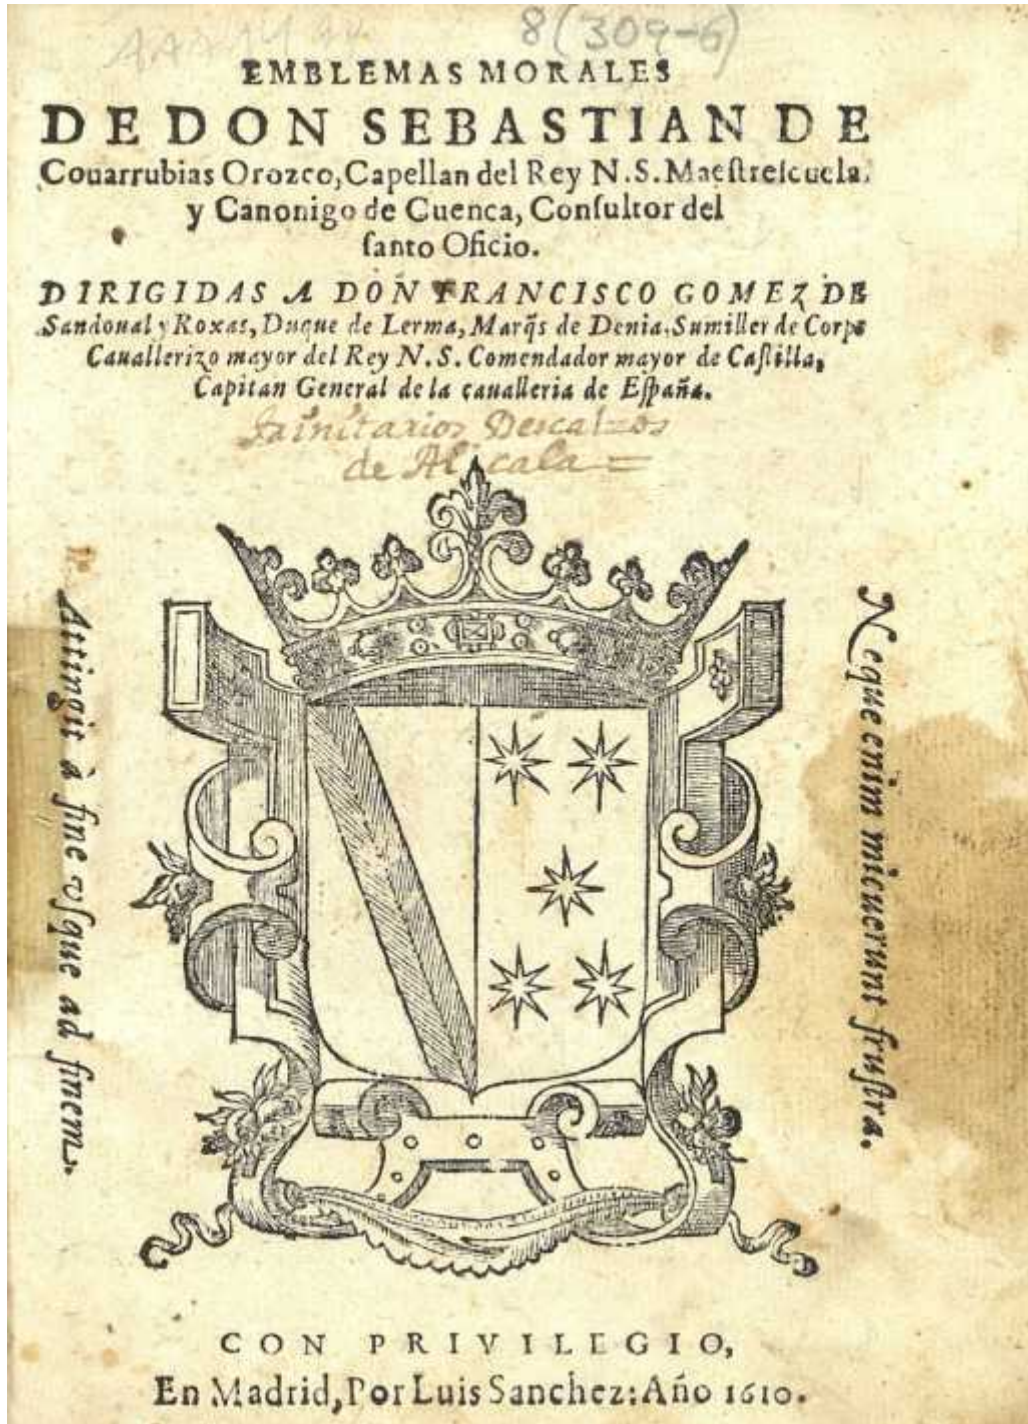 8(309-6)
EMBLEMAS MORALES
DE DON SEBASTIAN DE
Couarrubias Orozco, Capellan del Rey N.S. Maeſtreſcuela.
y Canonigo de Cuenca, Conſultor del
ſanto Oficio.
DIRIGIDAS A DON FRANCISCO GOMEZ DE
Sandoual y Roxas, Duque de Lerma, Marq̃s de Denia, Sumiller de Corps
Cauallerizo mayor del Rey N.S. Comendador mayor de Caſtilla,
Capitan General de la caualleria de Eſpaña.
Trinitarios Descalzos
de Alcala =
Attingit à fine vſque ad finem.
Neque enim micuerunt fruſtra.
CON PRIVILEGIO,
En Madrid, Por Luis Sanchez: Año 1610.